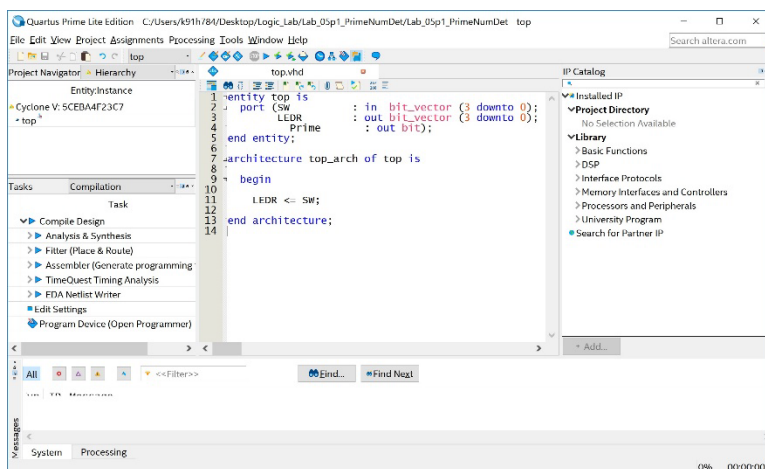 Quartus Prime Lite Edition C:/Users/k91h784/Desktop/Logic_Lab/Lab_05p1_PrimeNumDet/Lab_05p1_PrimeNumDet top
File Edit View Project Assignments Processing Tools Window Help
Search altera.com
top
Project Navigator Hierarchy
top.vhd
IP Catalog
Entity:Instance
Cyclone V: 5CEBA4F23C7
top
1 entity top is
2 port (SW : in bit_vector (3 downto 0);
3 LEDR : out bit_vector (3 downto 0);
4 Prime : out bit);
5 end entity;
6
7 architecture top_arch of top is
8
9 begin
10
11 LEDR <= SW;
12
13 end architecture;
14
Installed IP
Project Directory
No Selection Available
Library
Basic Functions
DSP
Interface Protocols
Memory Interfaces and Controllers
Processors and Peripherals
University Program
Search for Partner IP
+ Add...
Tasks Compilation
Task
Compile Design
Analysis & Synthesis
Fitter (Place & Route)
Assembler (Generate programming
TimeQuest Timing Analysis
EDA Netlist Writer
Edit Settings
Program Device (Open Programmer)
All <<Filter>> Find... Find Next
Messages
System Processing
0% 00:00:00